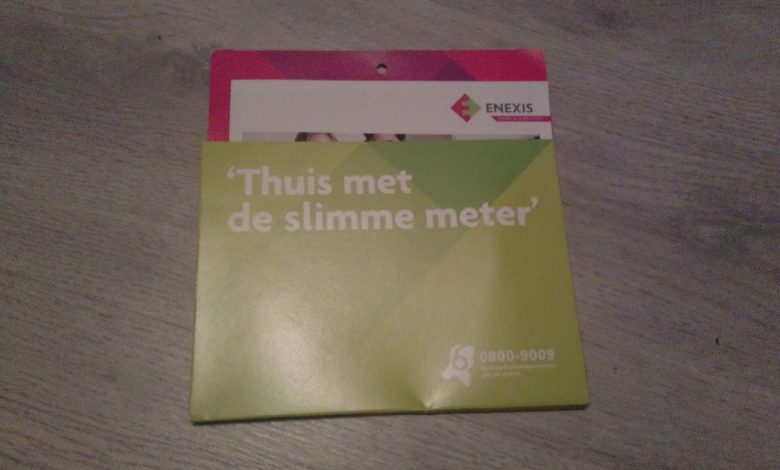 ENEXIS
‘Thuis met
de slimme meter’
0800-9009